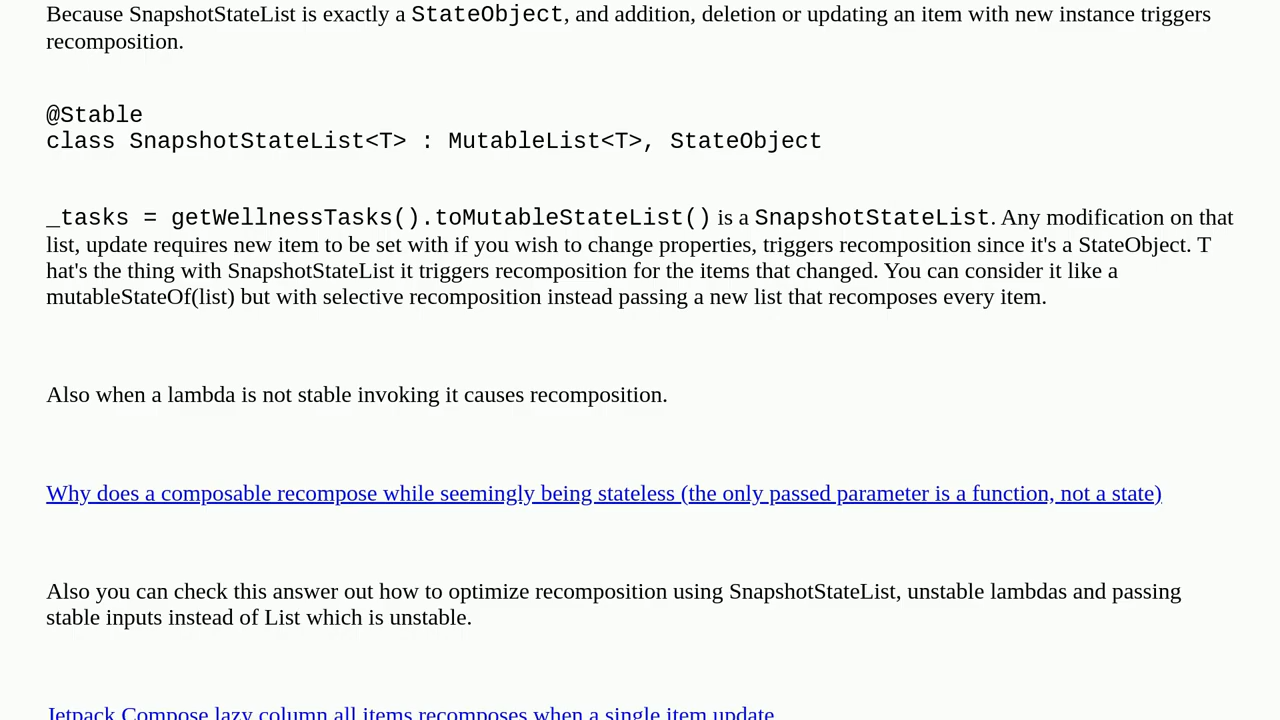 Because SnapshotStateList is exactly a StateObject, and addition, deletion or updating an item with new instance triggers
recomposition.
@Stable
class SnapshotStateList<T> : MutableList<T>, StateObject
_tasks = getWellnessTasks().toMutableStateList() is a SnapshotStateList. Any modification on that
list, update requires new item to be set with if you wish to change properties, triggers recomposition since it's a StateObject. T
hat's the thing with SnapshotStateList it triggers recomposition for the items that changed. You can consider it like a
mutableStateOf(list) but with selective recomposition instead passing a new list that recomposes every item.
Also when a lambda is not stable invoking it causes recomposition.
Why does a composable recompose while seemingly being stateless (the only passed parameter is a function, not a state)
Also you can check this answer out how to optimize recomposition using SnapshotStateList, unstable lambdas and passing
stable inputs instead of List which is unstable.
Jetpack Compose lazy column all items recomposes when a single item update